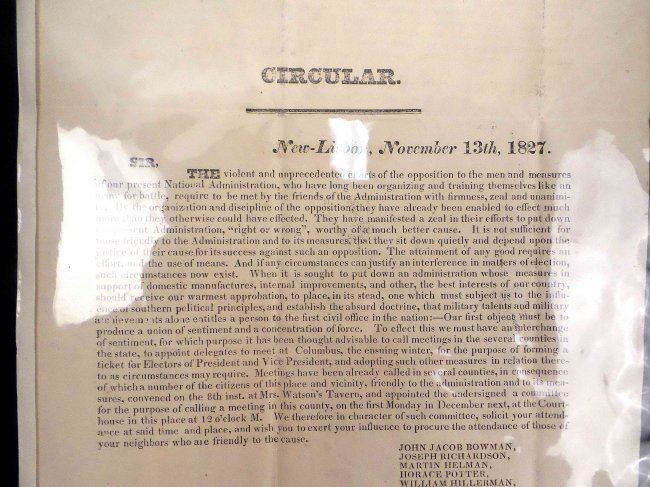 CIRCULAR.
New-Lisbon, November 13th, 1827.
SIR,
THE violent and unprecedented efforts of the opposition to the men and measures
of our present National Administration, who have long been organizing and training themselves like an
army for battle, require to be met by the friends of the Administration with firmness, zeal and unanimi-
ty. By the organization and discipline of the opposition, they have already been enabled to effect much
more than they otherwise could have effected. They have manifested a zeal in their efforts to put down
the present Administration, "right or wrong", worthy of a much better cause. It is not sufficient for
those friendly to the Administration and to its measures, that they sit down quietly and depend upon the
justice of their cause for its success against such an opposition. The attainment of any good requires an
effort, and the use of means. And if any circumstances can justify an interference in matters of election,
such circumstances now exist. When it is sought to put down an administration whose measures in
support of domestic manufactures, internal improvements, and other, the best interests of our country,
should receive our warmest approbation, to place, in its stead, one which must subject us to the influ-
ence of southern political principles, and establish the absurd doctrine, that military talents and military
achievements alone entitles a person to the first civil office in the nation:—Our first object must be to
produce a union of sentiment and a concentration of force. To effect this we must have an interchange
of sentiment, for which purpose it has been thought advisable to call meetings in the several counties in
the state, to appoint delegates to meet at Columbus, the ensuing winter, for the purpose of forming a
ticket for Electors of President and Vice President, and adopting such other measures in relation there-
to as circumstances may require. Meetings have been already called in several counties, in consequence
of which a number of the citizens of this place and vicinity, friendly to the administration and to its mea-
sures, convened on the 8th inst. at Mrs. Watson's Tavern, and appointed the undersigned a committee
for the purpose of calling a meeting in this county, on the first Monday in December next, at the Court-
house in this place at 12 o'clock M. We therefore in character of such committee, solicit your attend-
ance at said time and place, and wish you to exert your influence to procure the attendance of those of
your neighbors who are friendly to the cause.
JOHN JACOB BOWMAN,
JOSEPH RICHARDSON,
MARTIN HELMAN,
HORACE POTTER,
WILLIAM HILLERMAN,